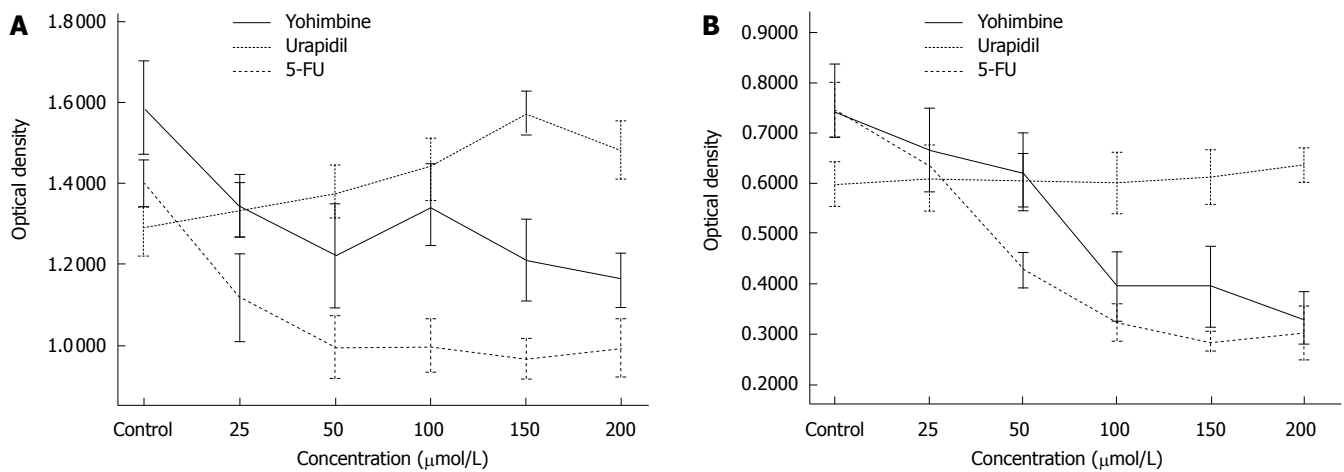 A
Yohimbine
Urapidil
5-FU
1.8000
1.6000
1.4000
1.2000
1.0000
Optical density
Control 25 50 100 150 200
Concentration (μmol/L)
B
Yohimbine
Urapidil
5-FU
0.9000
0.8000
0.7000
0.6000
0.5000
0.4000
0.3000
0.2000
Optical density
Control 25 50 100 150 200
Concentration (μmol/L)